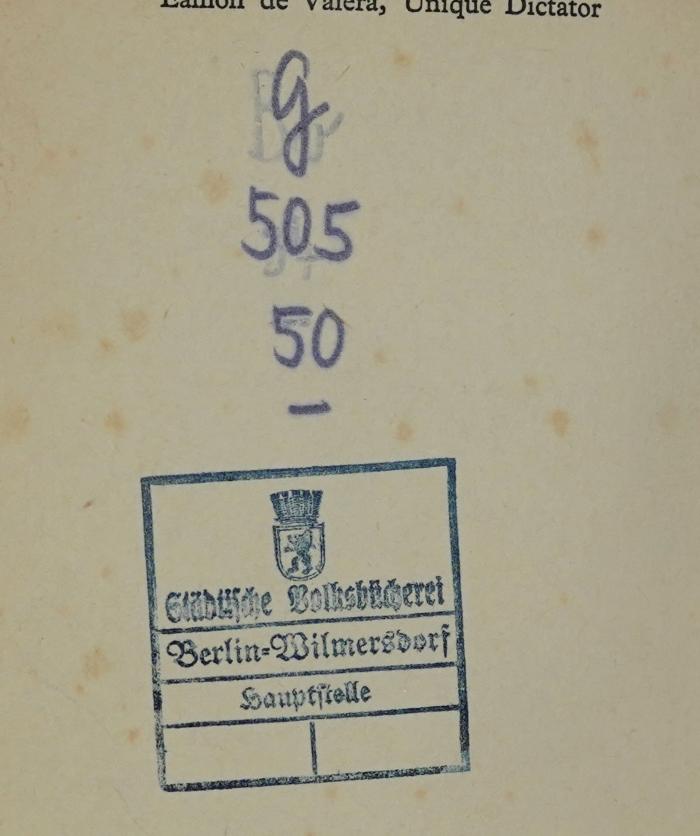 Eamon de Valera, Unique Dictator
g
505
50
–
Städtische Volksbücherei
Berlin-Wilmersdorf
Hauptstelle